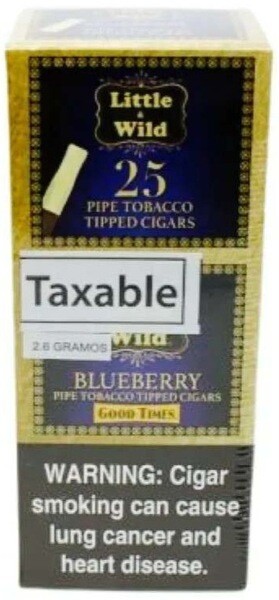 Little
&
Wild
25
PIPE TOBACCO
TIPPED CIGARS
Taxable
2.6 GRAMOS
Wild
BLUEBERRY
PIPE TOBACCO TIPPED CIGARS
GOOD TIMES
WARNING: Cigar
smoking can cause
lung cancer and
heart disease.